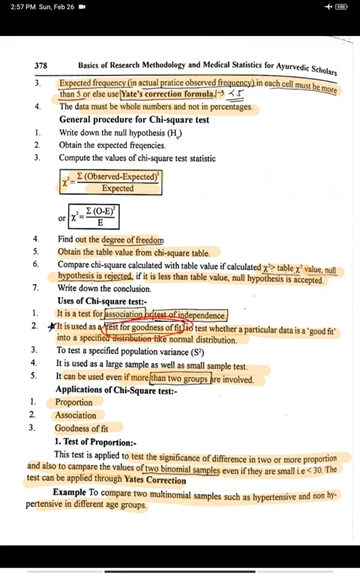 2:57 PM Sun, Feb 26
378 Basics of Research Methodology and Medical Statistics for Ayurvedic Scholars
3. Expected frequency (in actual pratice observed frequency) in each cell must be more
than 5 or else use Yate's correction formula. → <5
4. The data must be whole numbers and not in percentages.
General procedure for Chi-square test
1. Write down the null hypothesis (H₀)
2. Obtain the expected freqencies.
3. Compute the values of chi-square test statistic
χ² = Σ (Observed-Expected)² / Expected
or χ² = Σ (O-E)² / E
4. Find out the degree of freedom
5. Obtain the table value from chi-square table.
6. Compare chi-square calculated with table value if calculated χ²> table χ² value, null
hypothesis is rejected, if it is less than table value, null hypothesis is accepted.
7. Write down the conclusion.
Uses of Chi-square test:-
1. It is a test for association or test of independence
2. It is used as a test for goodness of fit, to test whether a particular data is a 'good fit'
into a specified distribution like normal distribution.
3. To test a specified population variance (S²)
4. It is used as a large sample as well as small sample test.
5. It can be used even if more than two groups are involved.
Applications of Chi-Square test:-
1. Proportion
2. Association
3. Goodness of fit
1. Test of Proportion:-
This test is applied to test the significance of difference in two or more proportion
and also to campare the values of two binomial samples even if they are small i.e < 30. The
test can be applied through Yates Correction
Example To compare two multinomial samples such as hypertensive and non hy-
pertensive in different age groups.